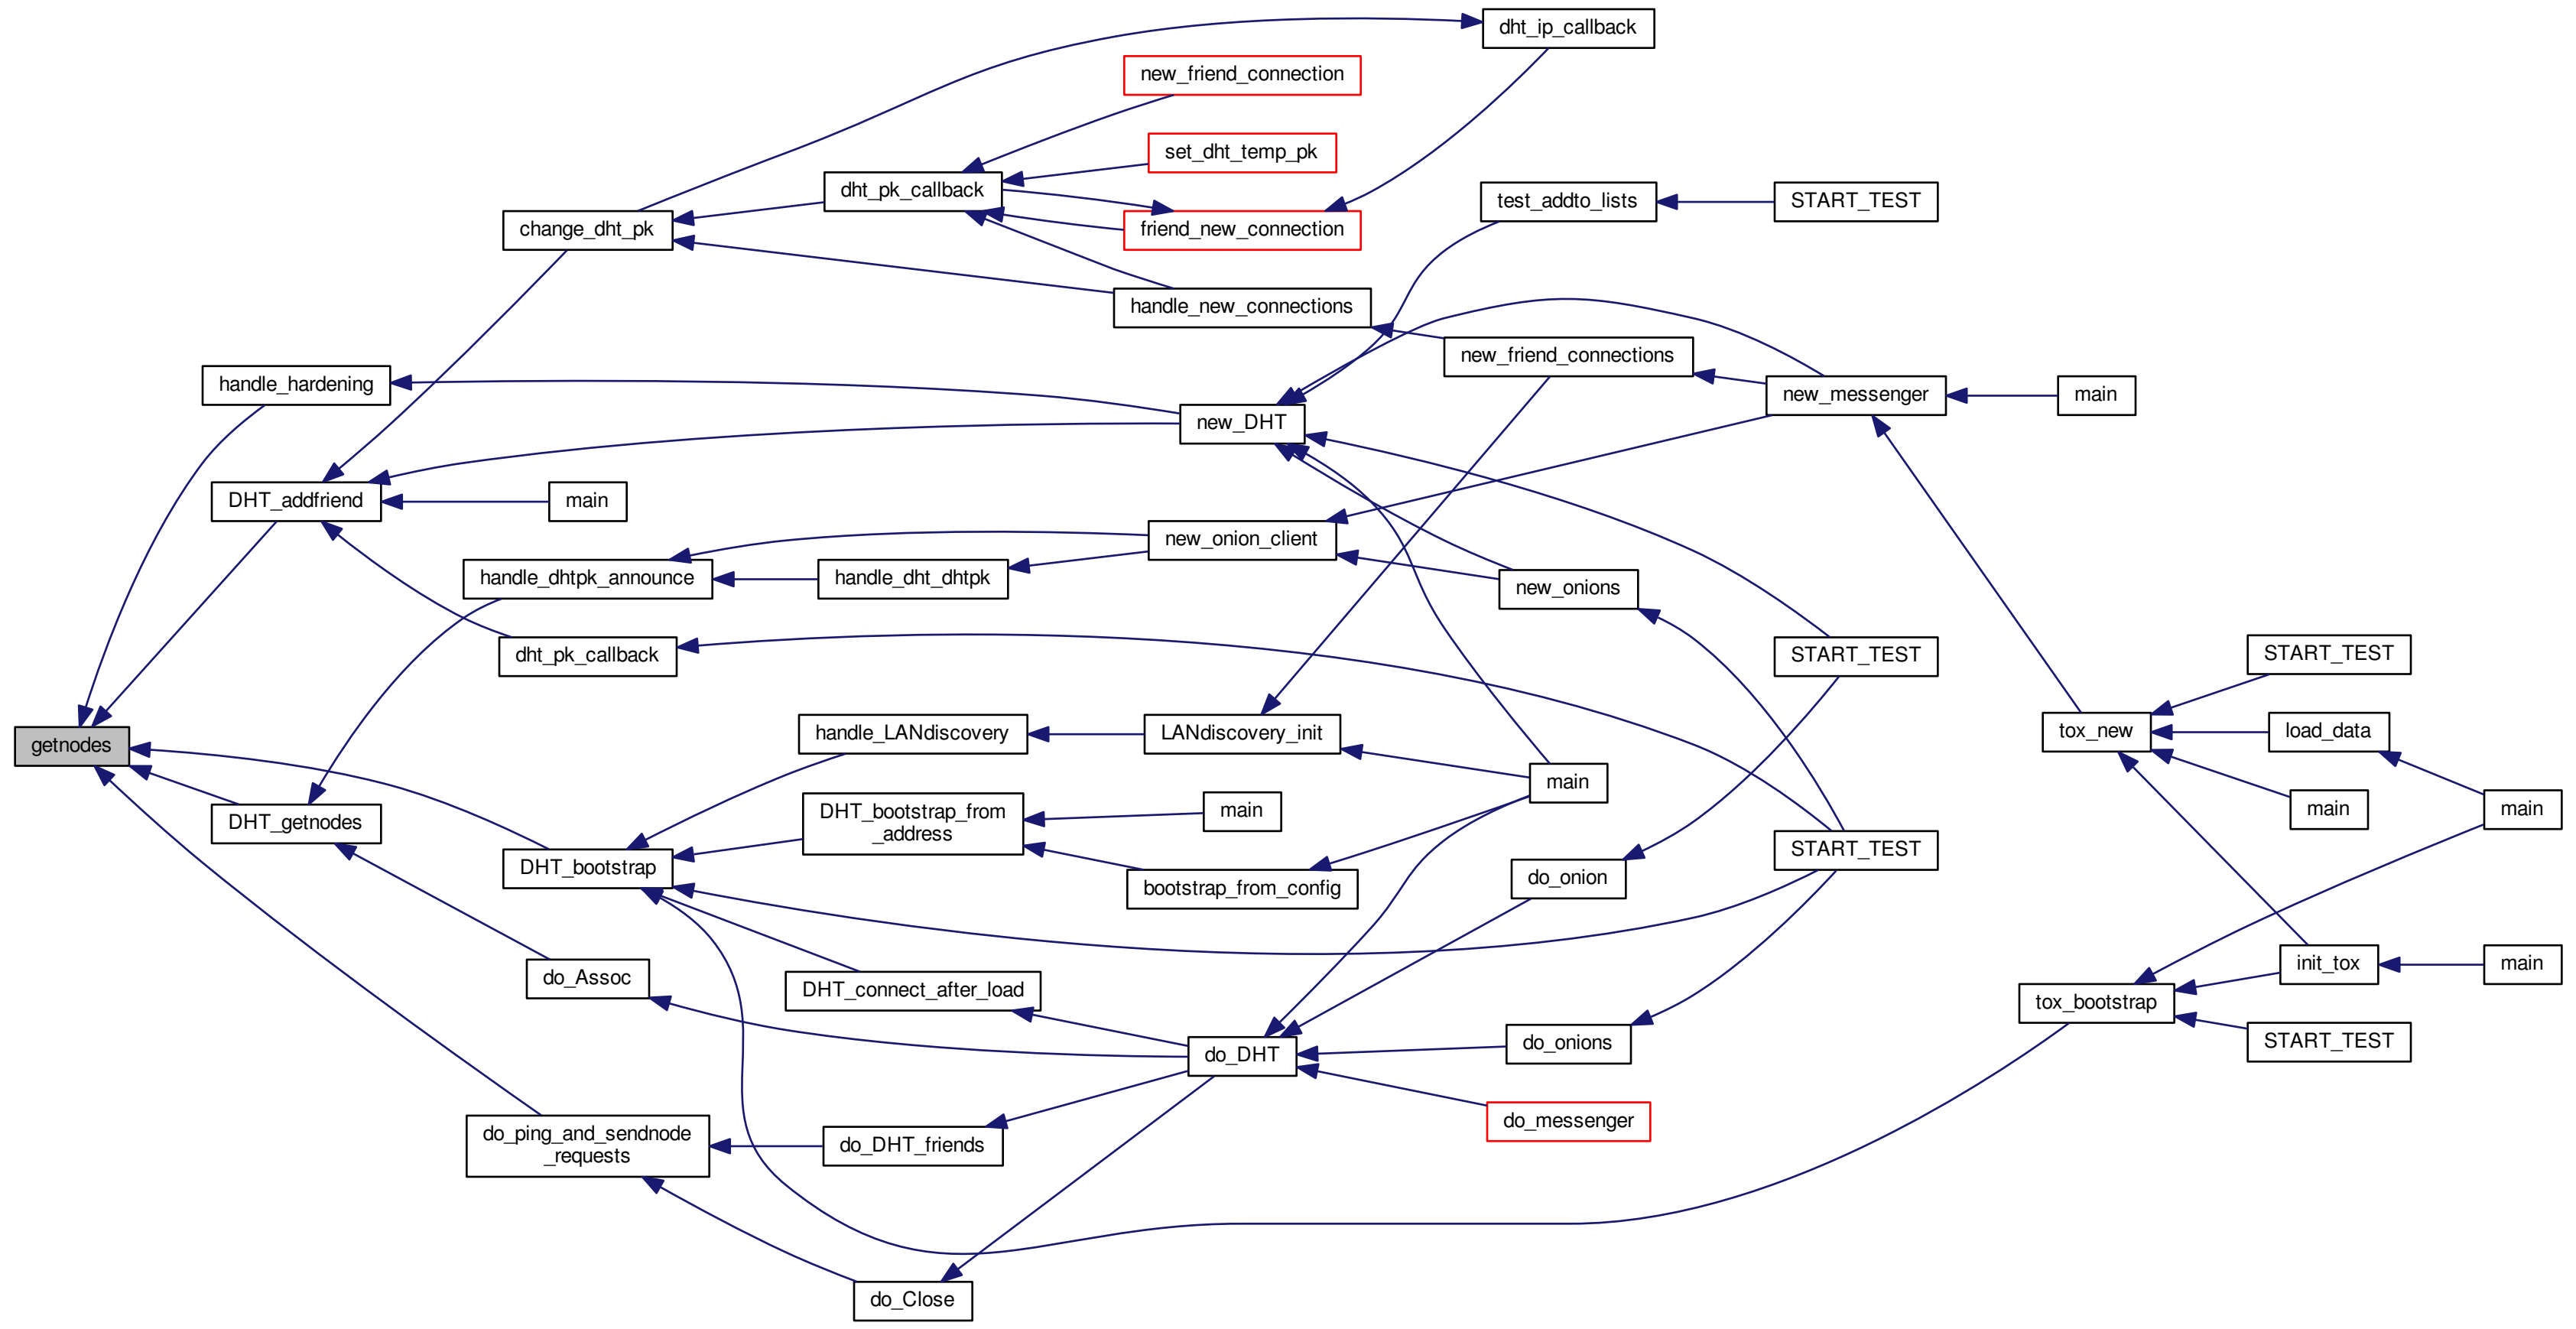 dht_ip_callback
new_friend_connection
set_dht_temp_pk
dht_pk_callback
test_addto_lists
START_TEST
change_dht_pk
friend_new_connection
handle_new_connections
new_friend_connections
handle_hardening
new_messenger
main
new_DHT
DHT_addfriend
main
new_onion_client
handle_dhtpk_announce
handle_dht_dhtpk
new_onions
dht_pk_callback
START_TEST
START_TEST
getnodes
handle_LANdiscovery
LANdiscovery_init
tox_new
load_data
main
DHT_getnodes
DHT_bootstrap_from
_address
main
main
main
DHT_bootstrap
START_TEST
bootstrap_from_config
do_onion
do_Assoc
DHT_connect_after_load
init_tox
main
tox_bootstrap
do_DHT
do_onions
START_TEST
do_messenger
do_ping_and_sendnode
_requests
do_DHT_friends
do_Close